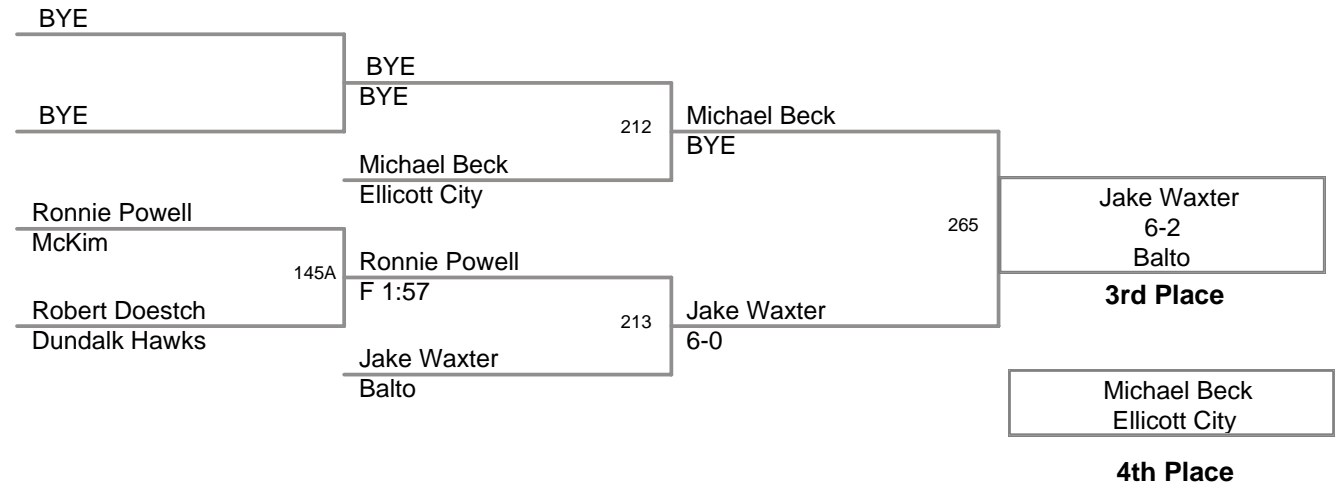 BYE
BYE
BYE
BYE
212
Michael Beck
BYE
Michael Beck
Ellicott City
Ronnie Powell
McKim
145A
Ronnie Powell
F 1:57
Robert Doestch
Dundalk Hawks
213
Jake Waxter
6-0
Jake Waxter
Balto
265
Jake Waxter
6-2
Balto
3rd Place
Michael Beck
Ellicott City
4th Place